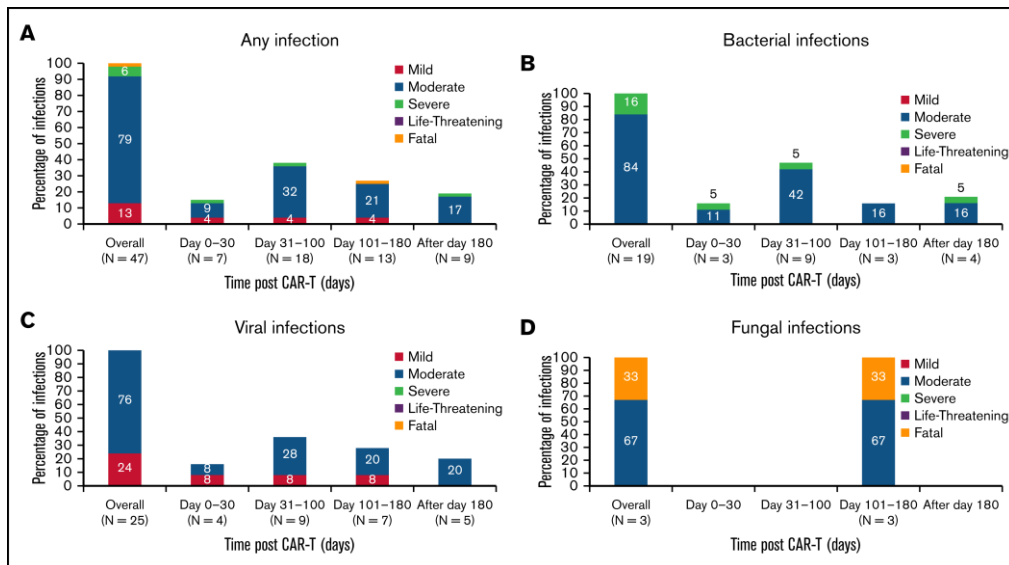 A
Any infection
Percentage of infections
100
90
80
70
60
50
40
30
20
10
0
6
79
13
9
4
32
4
21
4
17
Mild
Moderate
Severe
Life-Threatening
Fatal
Overall Day 0–30 Day 31–100 Day 101–180 After day 180
(N = 47) (N = 7) (N = 18) (N = 13) (N = 9)
Time post CAR-T (days)
B
Bacterial infections
Percentage of infections
100
90
80
70
60
50
40
30
20
10
0
16
84
5
11
5
42
16
5
16
Mild
Moderate
Severe
Life-Threatening
Fatal
Overall Day 0–30 Day 31–100 Day 101–180 After day 180
(N = 19) (N = 3) (N = 9) (N = 3) (N = 4)
Time post CAR-T (days)
C
Viral infections
Percentage of infections
100
90
80
70
60
50
40
30
20
10
0
76
24
8
8
28
8
20
8
20
Mild
Moderate
Severe
Life-Threatening
Fatal
Overall Day 0–30 Day 31–100 Day 101–180 After day 180
(N = 25) (N = 4) (N = 9) (N = 7) (N = 5)
Time post CAR-T (days)
D
Fungal infections
Percentage of infections
100
90
80
70
60
50
40
30
20
10
0
33
67
33
67
Mild
Moderate
Severe
Life-Threatening
Fatal
Overall Day 0–30 Day 31–100 Day 101–180 After day 180
(N = 3) (N = 3)
Time post CAR-T (days)